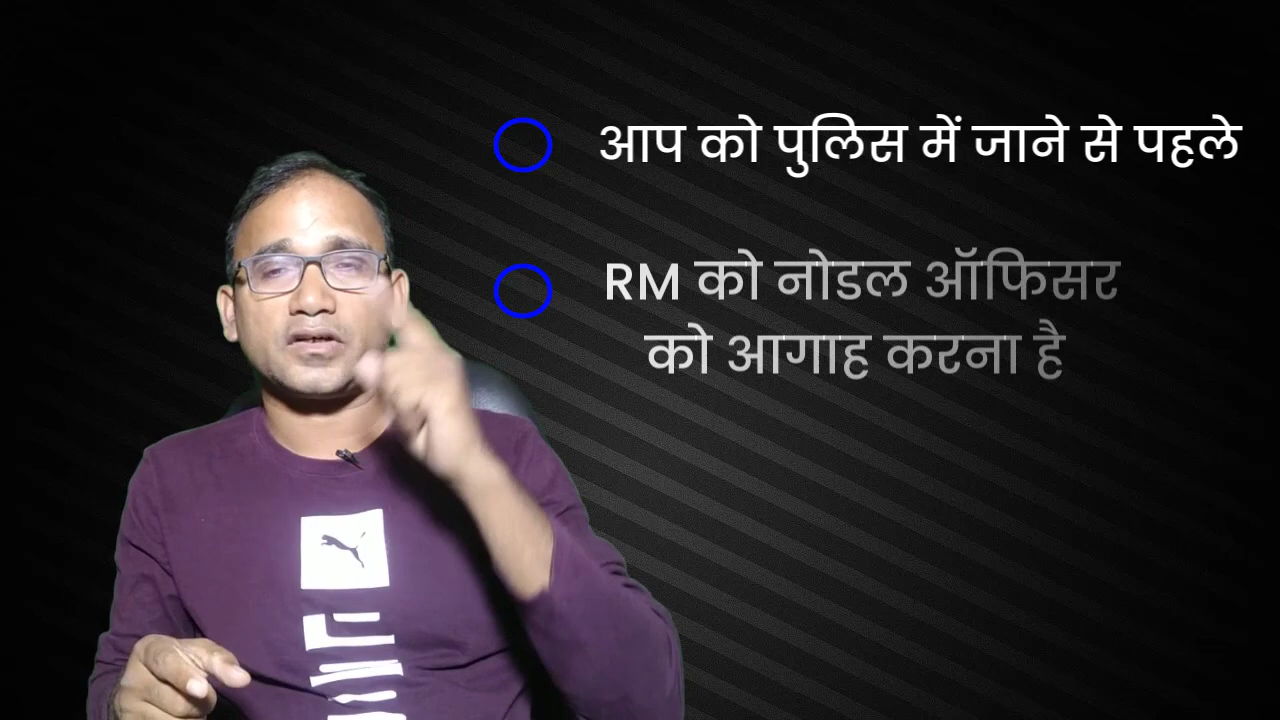 आप को पुलिस में जाने से पहले
RM को नोडल ऑफिसर
को आगाह करना है